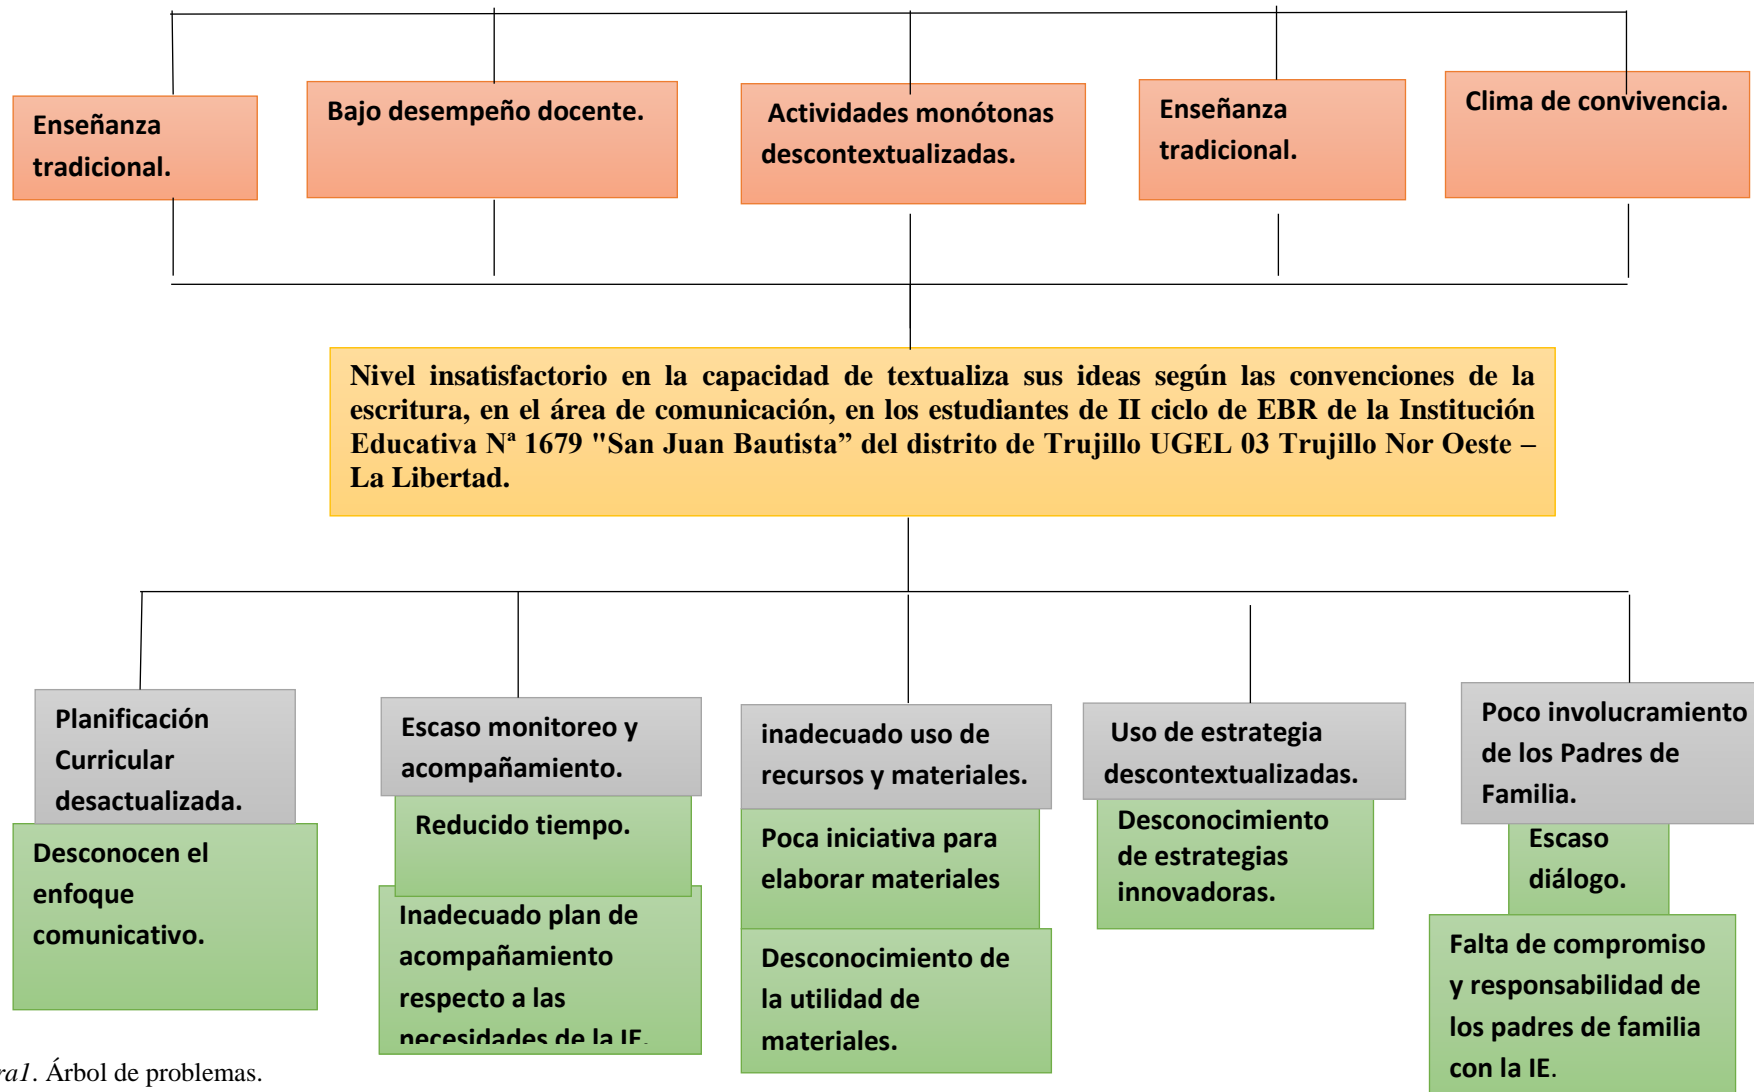 Enseñanza
tradicional.
Bajo desempeño docente.
Actividades monótonas
descontextualizadas.
Enseñanza
tradicional.
Clima de convivencia.
Nivel insatisfactorio en la capacidad de textualiza sus ideas según las convenciones de la
escritura, en el área de comunicación, en los estudiantes de II ciclo de EBR de la Institución
Educativa Nª 1679 "San Juan Bautista” del distrito de Trujillo UGEL 03 Trujillo Nor Oeste –
La Libertad.
Planificación
Curricular
desactualizada.
Escaso monitoreo y
acompañamiento.
inadecuado uso de
recursos y materiales.
Uso de estrategia
descontextualizadas.
Poco involucramiento
de los Padres de
Familia.
Desconocen el
enfoque
comunicativo.
Reducido tiempo.
Inadecuado plan de
acompañamiento
respecto a las
necesidades de la IE.
Poca iniciativa para
elaborar materiales
Desconocimiento de
la utilidad de
materiales.
Desconocimiento
de estrategias
innovadoras.
Escaso
diálogo.
Falta de compromiso
y responsabilidad de
los padres de familia
con la IE.
ra1. Árbol de problemas.